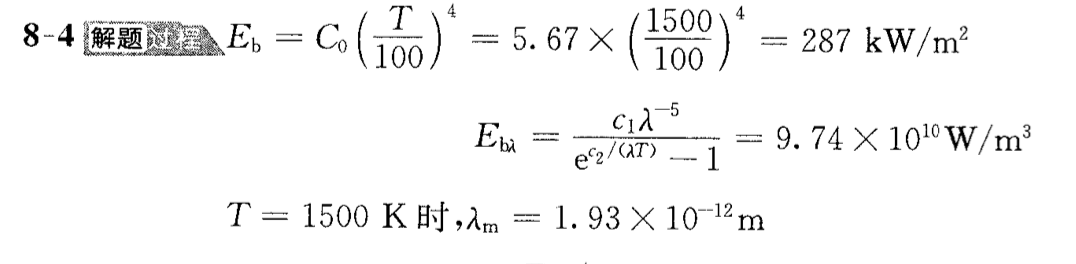 8-4 解题过程 E_b = C_0 (T/100)^4 = 5.67 × (1500/100)^4 = 287 kW/m²
E_bλ = c_1λ^-5 / (e^(c_2/(λT)) − 1) = 9.74 × 10^10 W/m³
T = 1500 K 时,λ_m = 1.93 × 10^-12 m